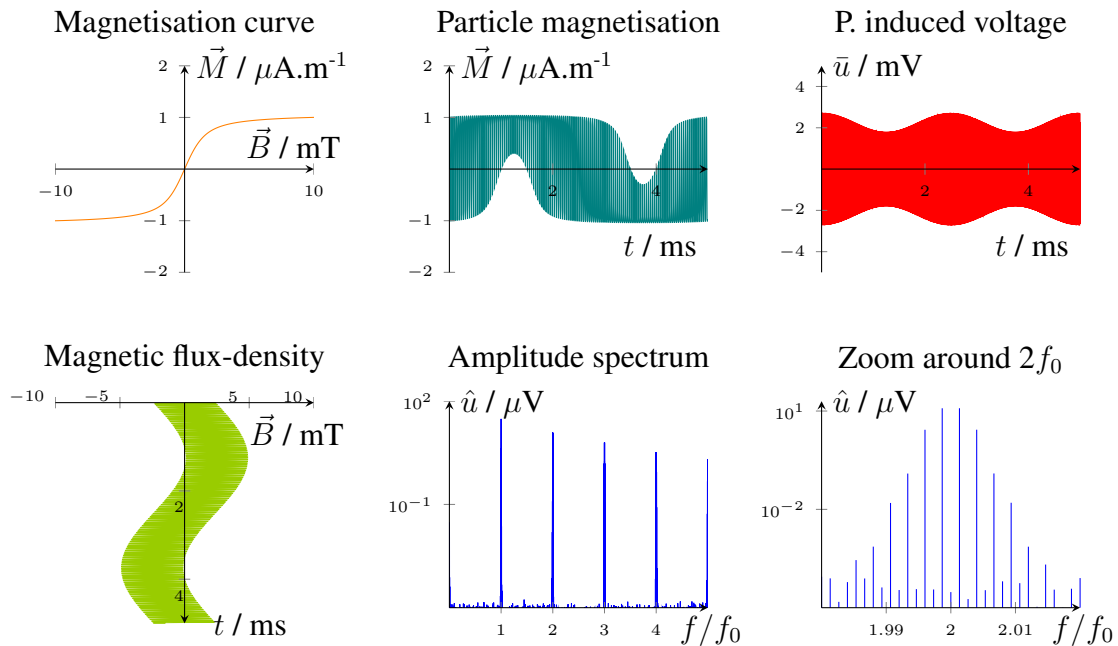 Magnetisation curve
M⃗ / μA.m-1
2
1
B⃗ / mT
−10
10
−1
−2
Particle magnetisation
M⃗ / μA.m-1
2
1
2
4
−1
t / ms
−2
P. induced voltage
ū / mV
4
2
2
4
−2
t / ms
−4
Magnetic flux-density
−10
−5
5
10
B⃗ / mT
2
4
t / ms
Amplitude spectrum
10²
û / μV
10⁻¹
1
2
3
4
f/f₀
Zoom around 2f₀
10¹
û / μV
10⁻²
1.99
2
2.01
f/f₀